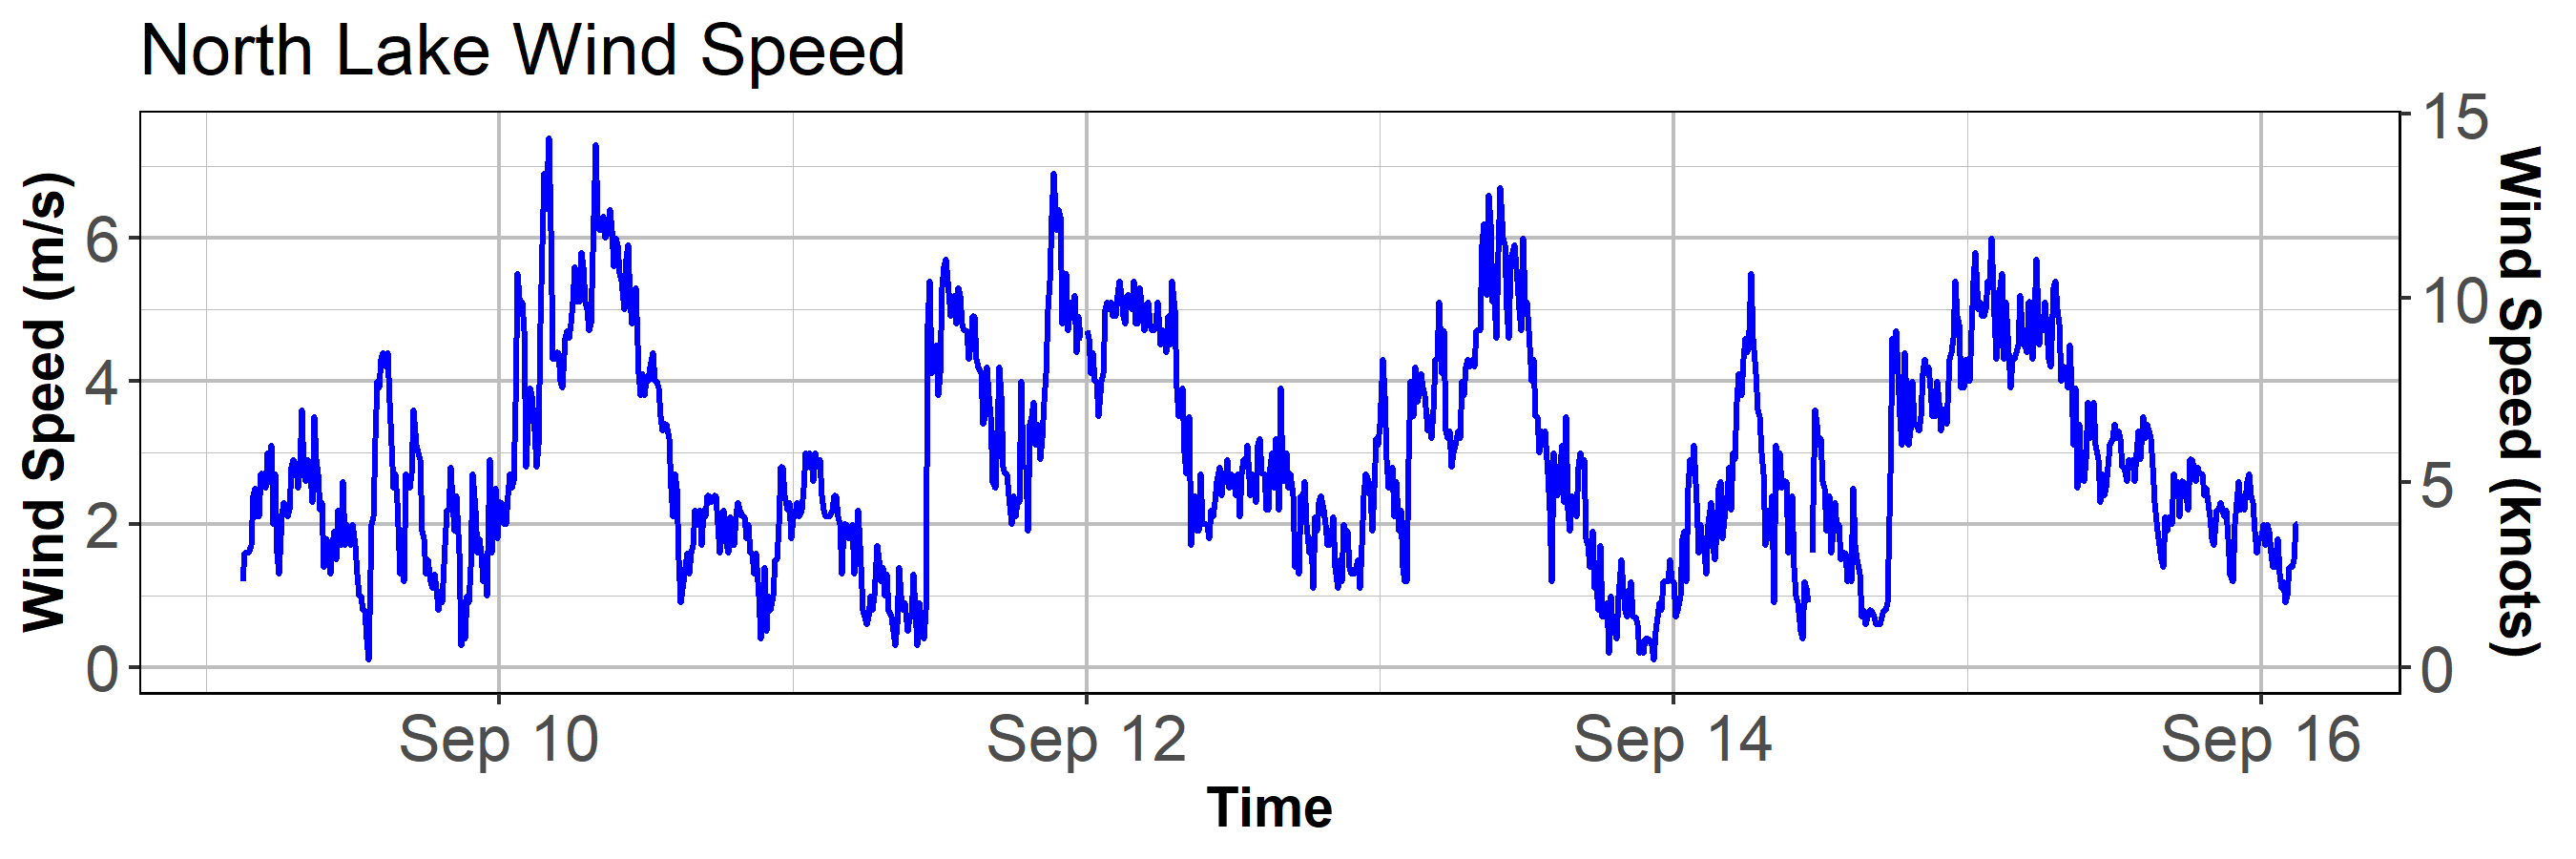 North Lake Wind Speed
Wind Speed (m/s)
6
4
2
0
15
10
5
0
Wind Speed (knots)
Sep 10
Sep 12
Sep 14
Sep 16
Time